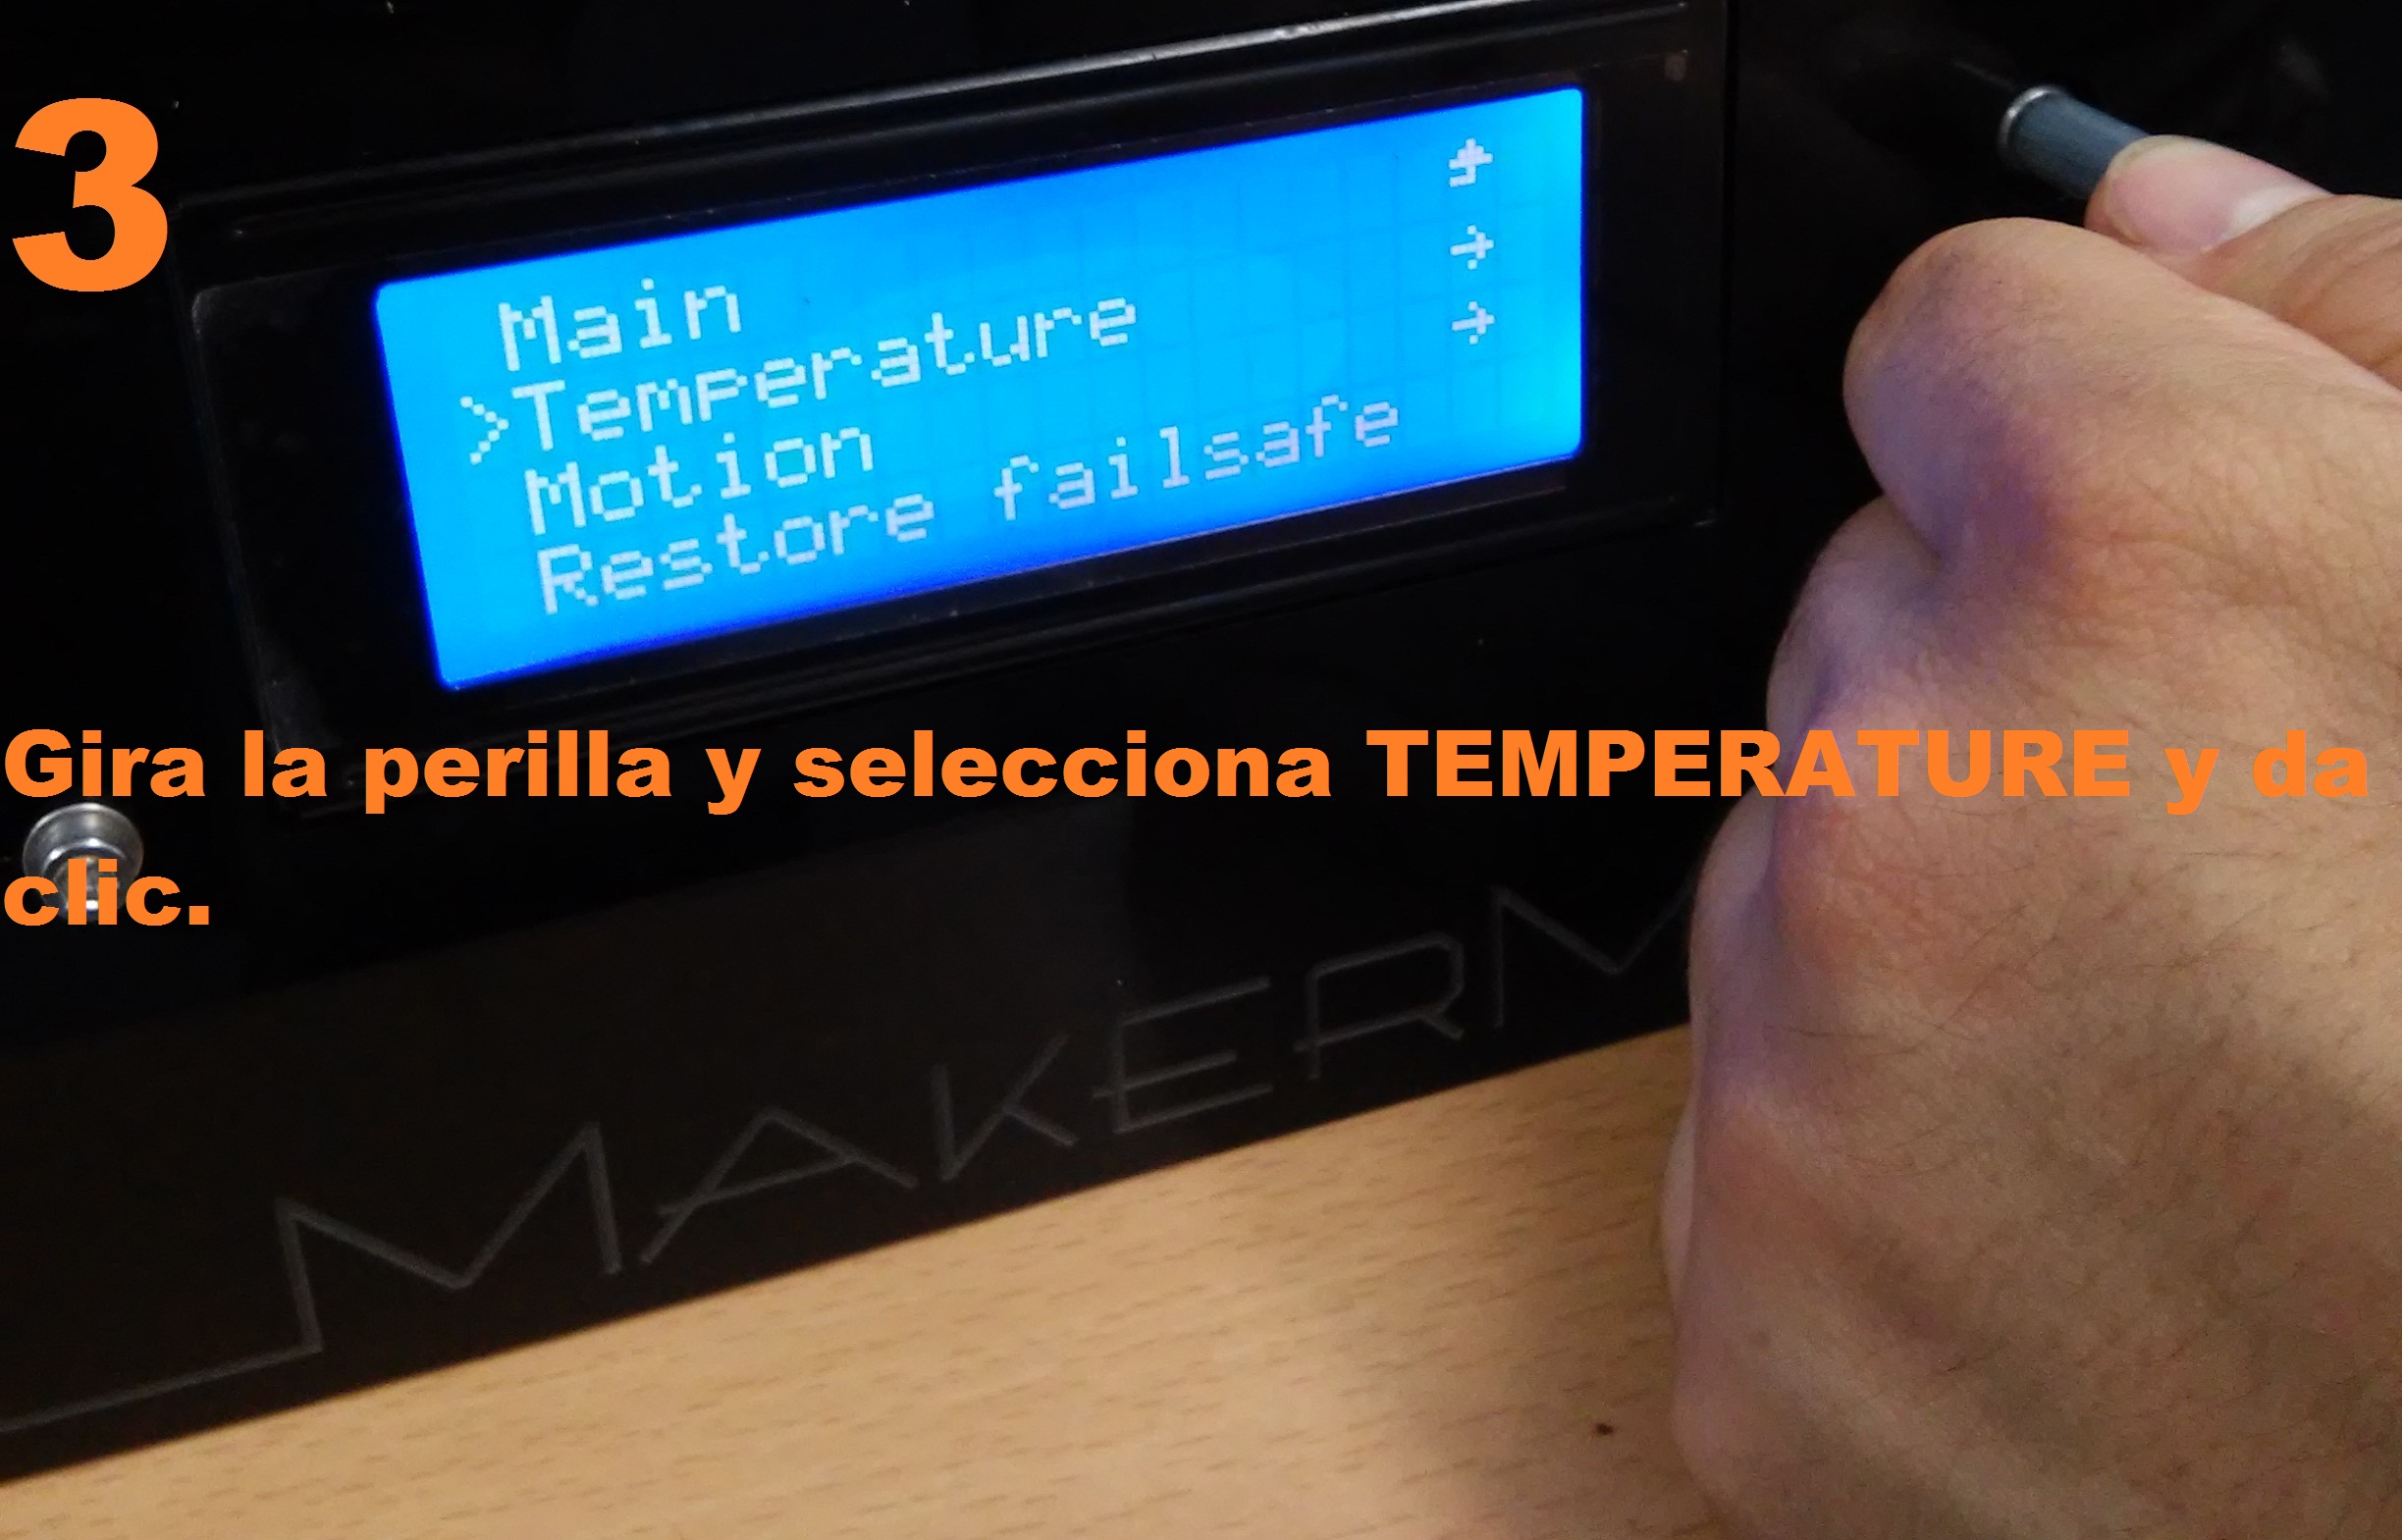 3
Main
>Temperature
Motion
Restore failsafe
Gira la perilla y selecciona TEMPERATURE y da
clic.
MAKERM